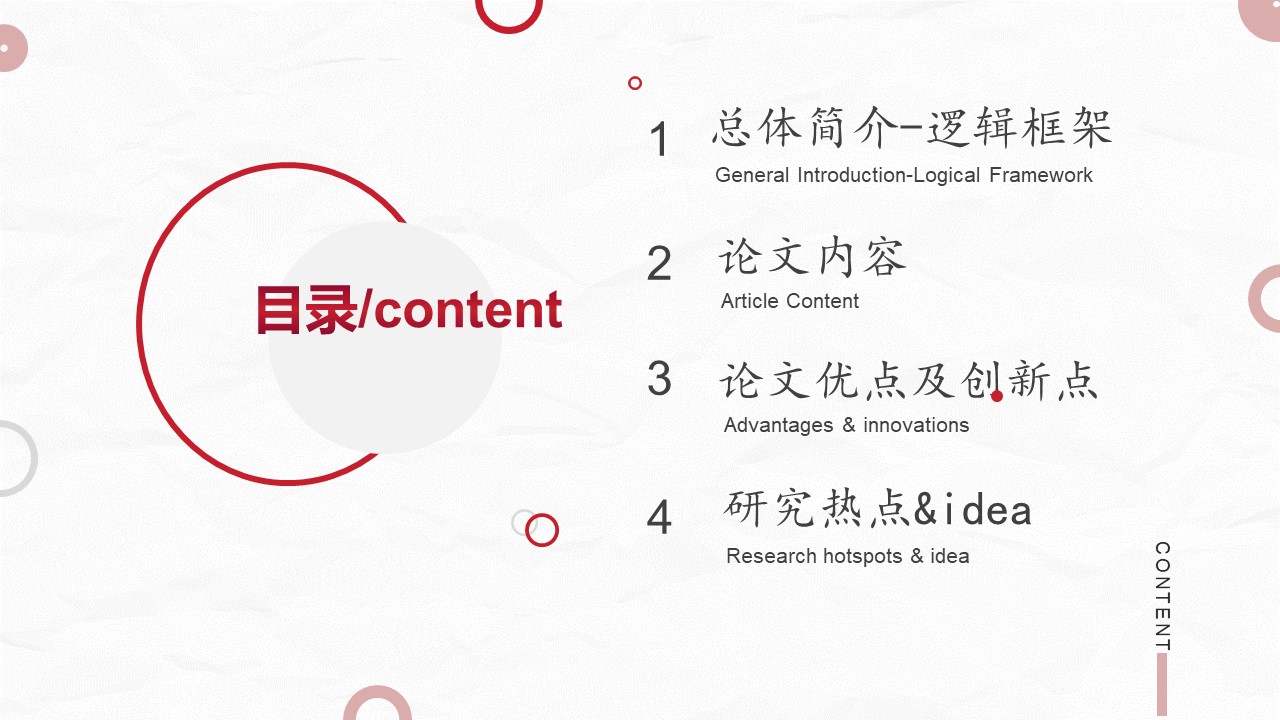 目录/content
1
总体简介-逻辑框架
General Introduction-Logical Framework
2
论文内容
Article Content
3
论文优点及创新点
Advantages & innovations
4
研究热点&idea
Research hotspots & idea
CONTENT